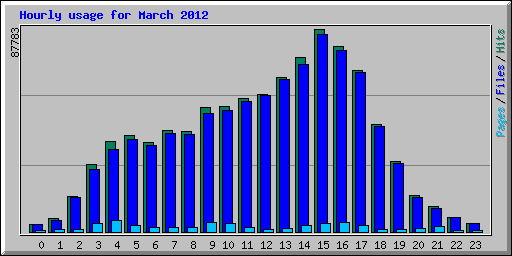 Hourly usage for March 2012
87783
Pages/Files/Hits
0 1 2 3 4 5 6 7 8 9 10 11 12 13 14 15 16 17 18 19 20 21 22 23